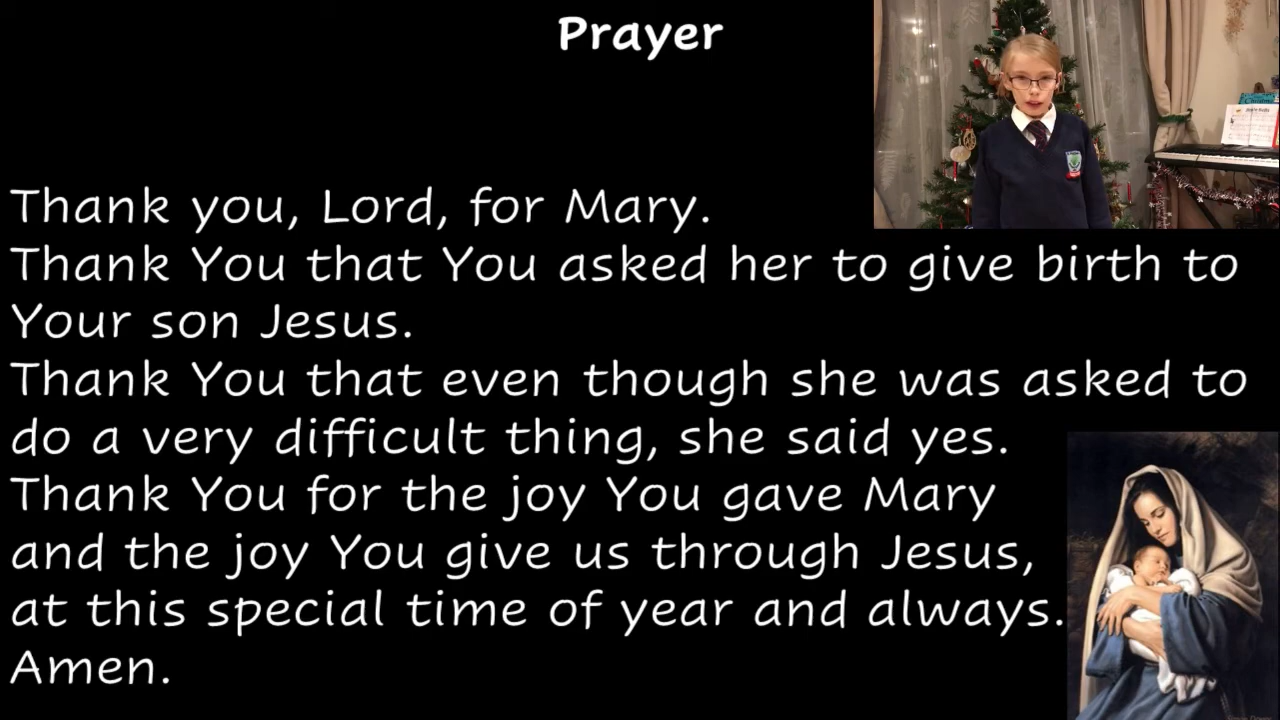 Prayer
Thank you, Lord, for Mary.
Thank You that You asked her to give birth to
Your son Jesus.
Thank You that even though she was asked to
do a very difficult thing, she said yes.
Thank You for the joy You gave Mary
and the joy You give us through Jesus,
at this special time of year and always.
Amen.